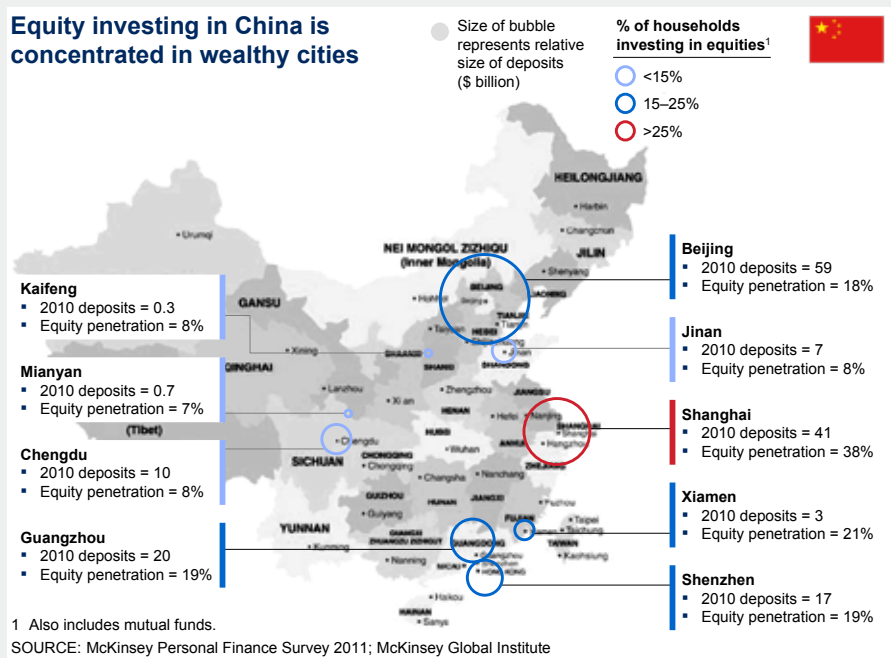 Equity investing in China is
concentrated in wealthy cities
Size of bubble
represents relative
size of deposits
($ billion)
% of households
investing in equities1
<15%
15–25%
>25%
HEILONGJIANG
Harbin
Changchun
JILIN
Urumqi
NEI MONGOL ZIZHIQU
(Inner Mongolia)
Shenyang
BEIJING
Hohhot
TIANJIN
Tianjin
HEBEI
Taiyuan
GANSU
Xining
Jinan
SHANDONG
SHANXI
QINGHAI
Lanzhou
Zhengzhou
JIANGSU
Xi an
HENAN
Hefei
Nanjing
SHANGHAI
Shanghai
(Tibet)
HUBEI
Hangzhou
Chengdu
CHONGQING
Wuhan
ZHEJIANG
SICHUAN
Chongqing
Changsha
Nanchang
GUIZHOU
HUNAN
JIANGXI
Fuzhou
Guiyang
FUJIAN
Taipei
YUNNAN
Taichung
Kunming
GUANGDONG
TAIWAN
Nanning
Guangzhou
Kaohsiung
MACAU
HONG KONG
Haikou
HAINAN
Sanya
Kaifeng
▪ 2010 deposits = 0.3
▪ Equity penetration = 8%
Mianyan
▪ 2010 deposits = 0.7
▪ Equity penetration = 7%
Chengdu
▪ 2010 deposits = 10
▪ Equity penetration = 8%
Guangzhou
▪ 2010 deposits = 20
▪ Equity penetration = 19%
Beijing
▪ 2010 deposits = 59
▪ Equity penetration = 18%
Jinan
▪ 2010 deposits = 7
▪ Equity penetration = 8%
Shanghai
▪ 2010 deposits = 41
▪ Equity penetration = 38%
Xiamen
▪ 2010 deposits = 3
▪ Equity penetration = 21%
Shenzhen
▪ 2010 deposits = 17
▪ Equity penetration = 19%
1 Also includes mutual funds.
SOURCE: McKinsey Personal Finance Survey 2011; McKinsey Global Institute